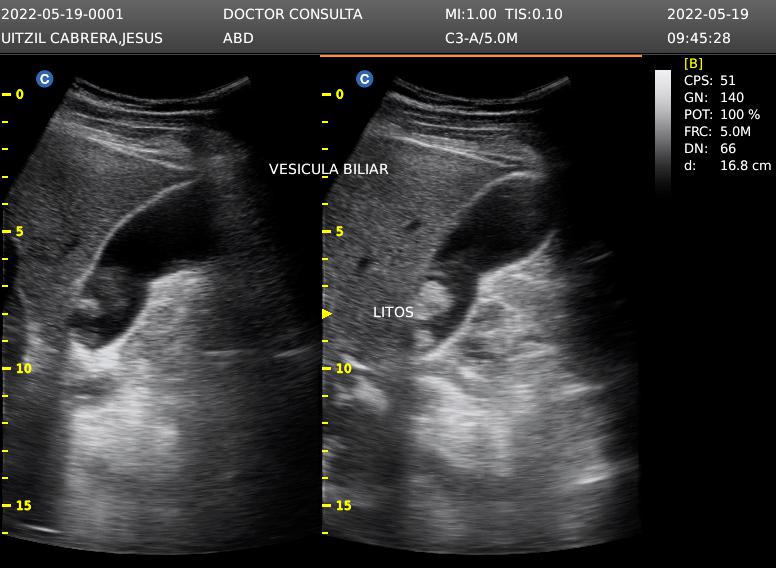 2022-05-19-0001 DOCTOR CONSULTA MI:1.00 TIS:0.10 2022-05-19
UITZIL CABRERA,JESUS ABD C3-A/5.0M 09:45:28
C C
[B]
CPS: 51
GN: 140
POT: 100 %
FRC: 5.0M
DN: 66
d: 16.8 cm
0 0
VESICULA BILIAR
5 5
LITOS
10 10
15 15